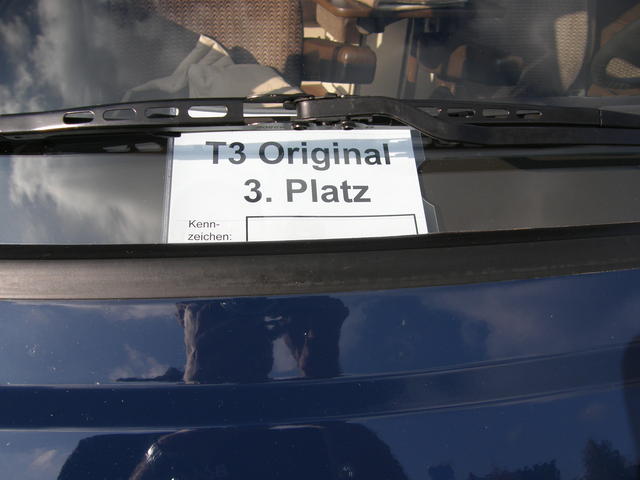 T3 Original
3. Platz
Kenn-
zeichen: